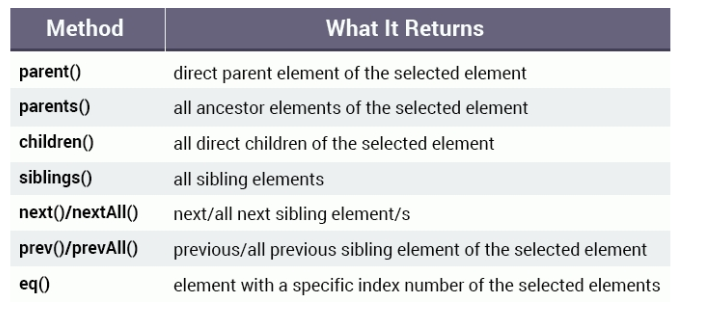 Method What It Returns
parent() direct parent element of the selected element
parents() all ancestor elements of the selected element
children() all direct children of the selected element
siblings() all sibling elements
next()/nextAll() next/all next sibling element/s
prev()/prevAll() previous/all previous sibling element of the selected element
eq() element with a specific index number of the selected elements